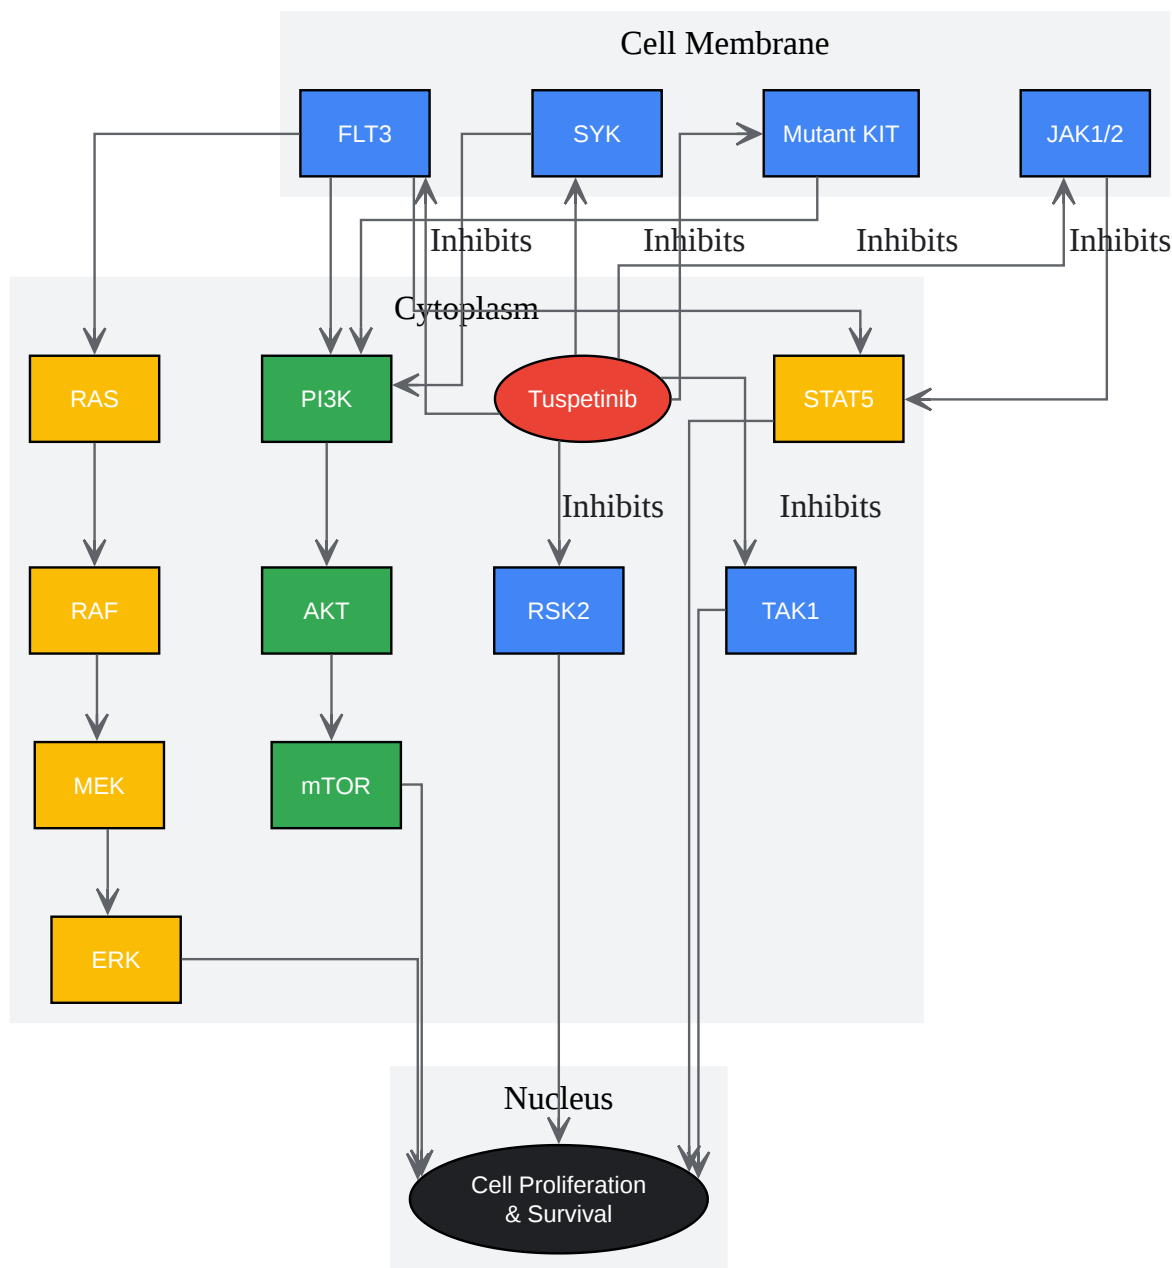 Cell Membrane
FLT3
SYK
Mutant KIT
JAK1/2
Inhibits
Inhibits
Inhibits
Inhibits
Cytoplasm
RAS
PI3K
Tuspetinib
STAT5
Inhibits
Inhibits
RAF
AKT
RSK2
TAK1
MEK
mTOR
ERK
Nucleus
Cell Proliferation
& Survival